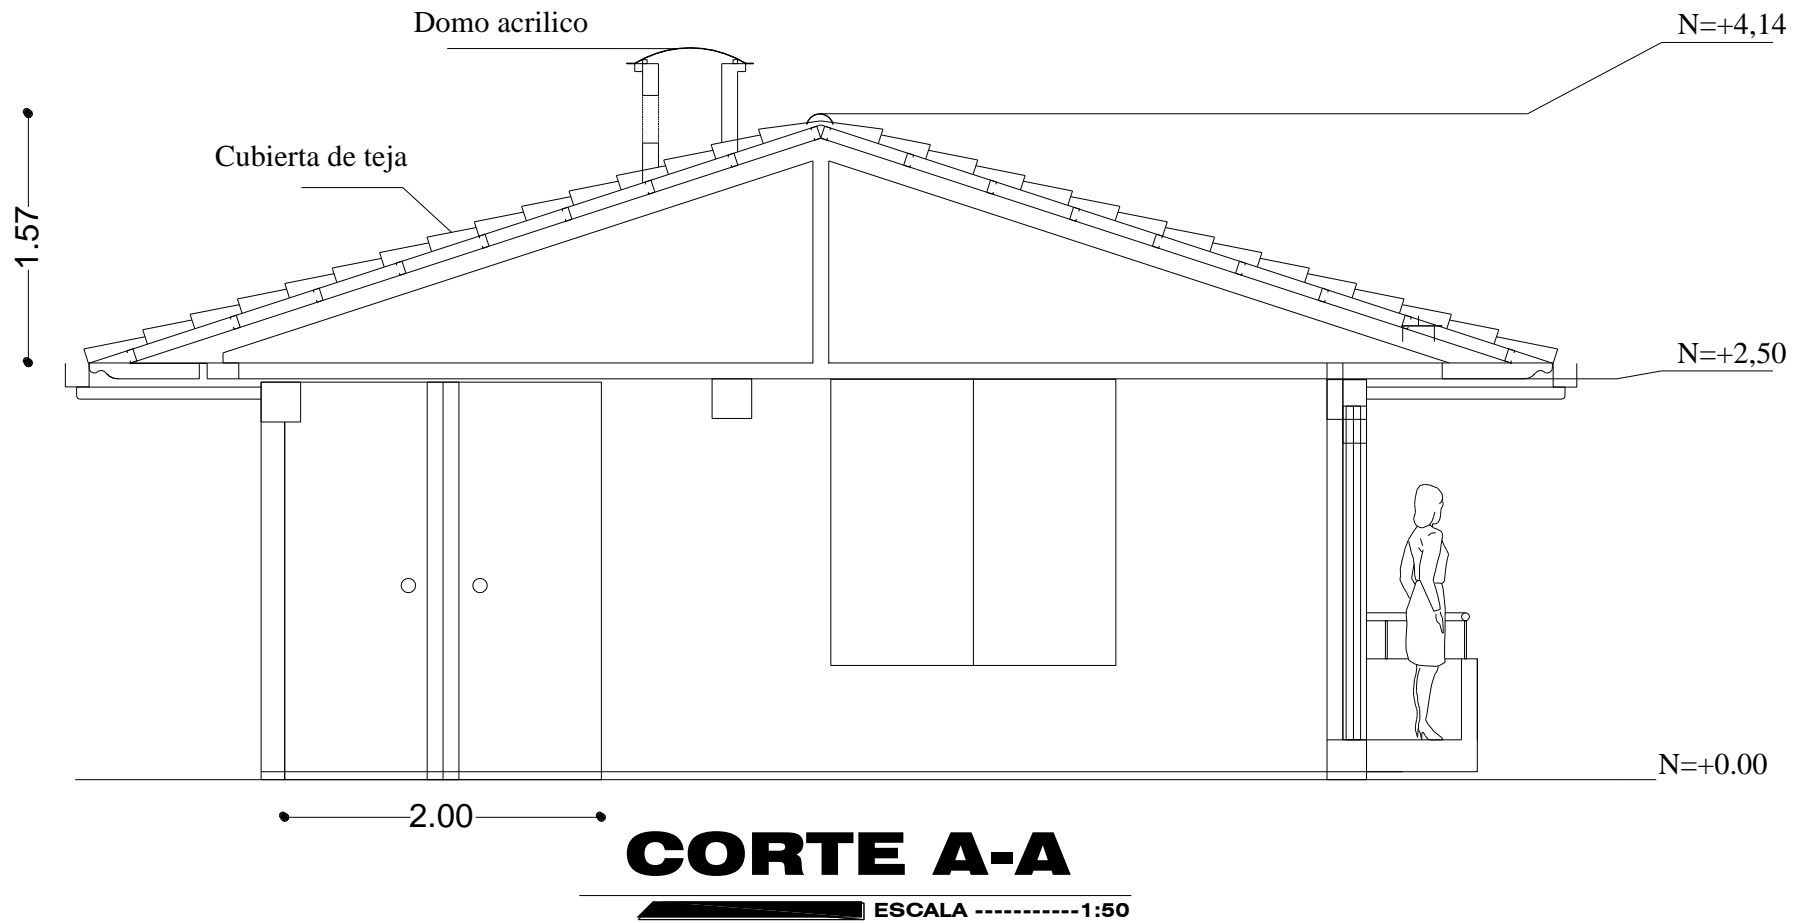 Domo acrilico
N=+4,14
Cubierta de teja
1.57
N=+2,50
N=+0.00
2.00
CORTE A-A
ESCALA -----------1:50